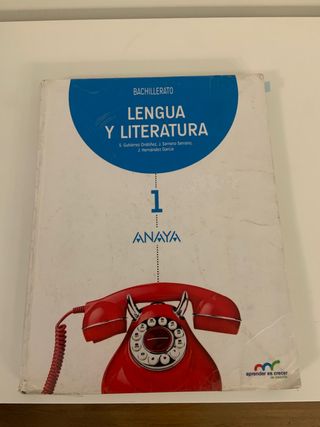 BACHILLERATO
LENGUA
Y LITERATURA
S. Gutiérrez Ordóñez, J. Serrano Serrano,
J. Hernández García
1
ANAYA
aprender es crecer